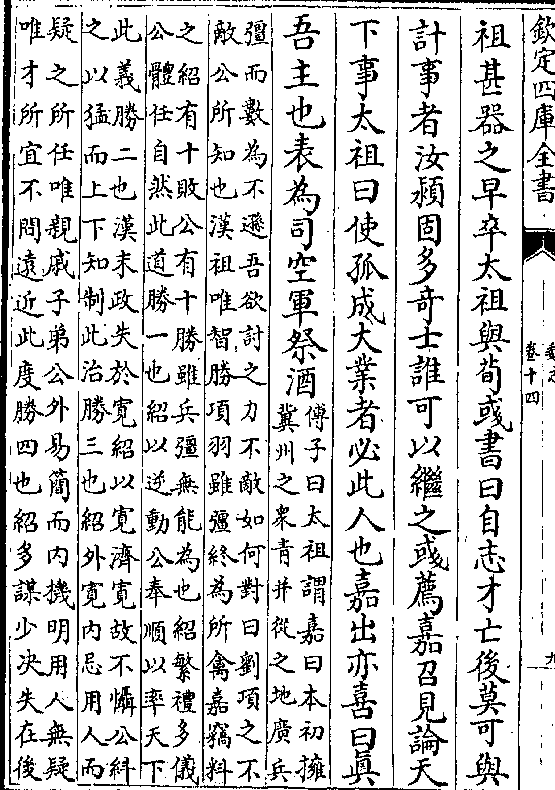 欽定四庫全書
魏志
卷十四
九
祖甚器之早卒太祖與荀彧書曰自志才亡後莫可與
計事者汝潁固多奇士誰可以繼之彧薦嘉召見論天
下事太祖曰使孤成大業者必此人也嘉出亦喜曰真
吾主也表為司空軍祭酒
傅子曰太祖謂嘉曰本初擁
冀州之衆青并從之地廣兵
彊而數為不遜吾欲討之力不敵如何對曰劉項之不
敵公所知也漢祖唯智勝項羽雖彊終為所禽嘉竊料
之紹有十敗公有十勝雖兵彊無能為也紹繁禮多儀
公體任自然此道勝一也紹以逆動公奉順以率天下
此義勝二也漢末政失於寛紹以寛濟寛故不懾公糾
之以猛而上下知制此治勝三也紹外寛内忌用人而
疑之所任唯親戚子弟公外易簡而内機明用人無疑
唯才所宜不問遠近此度勝四也紹多謀少决失在後